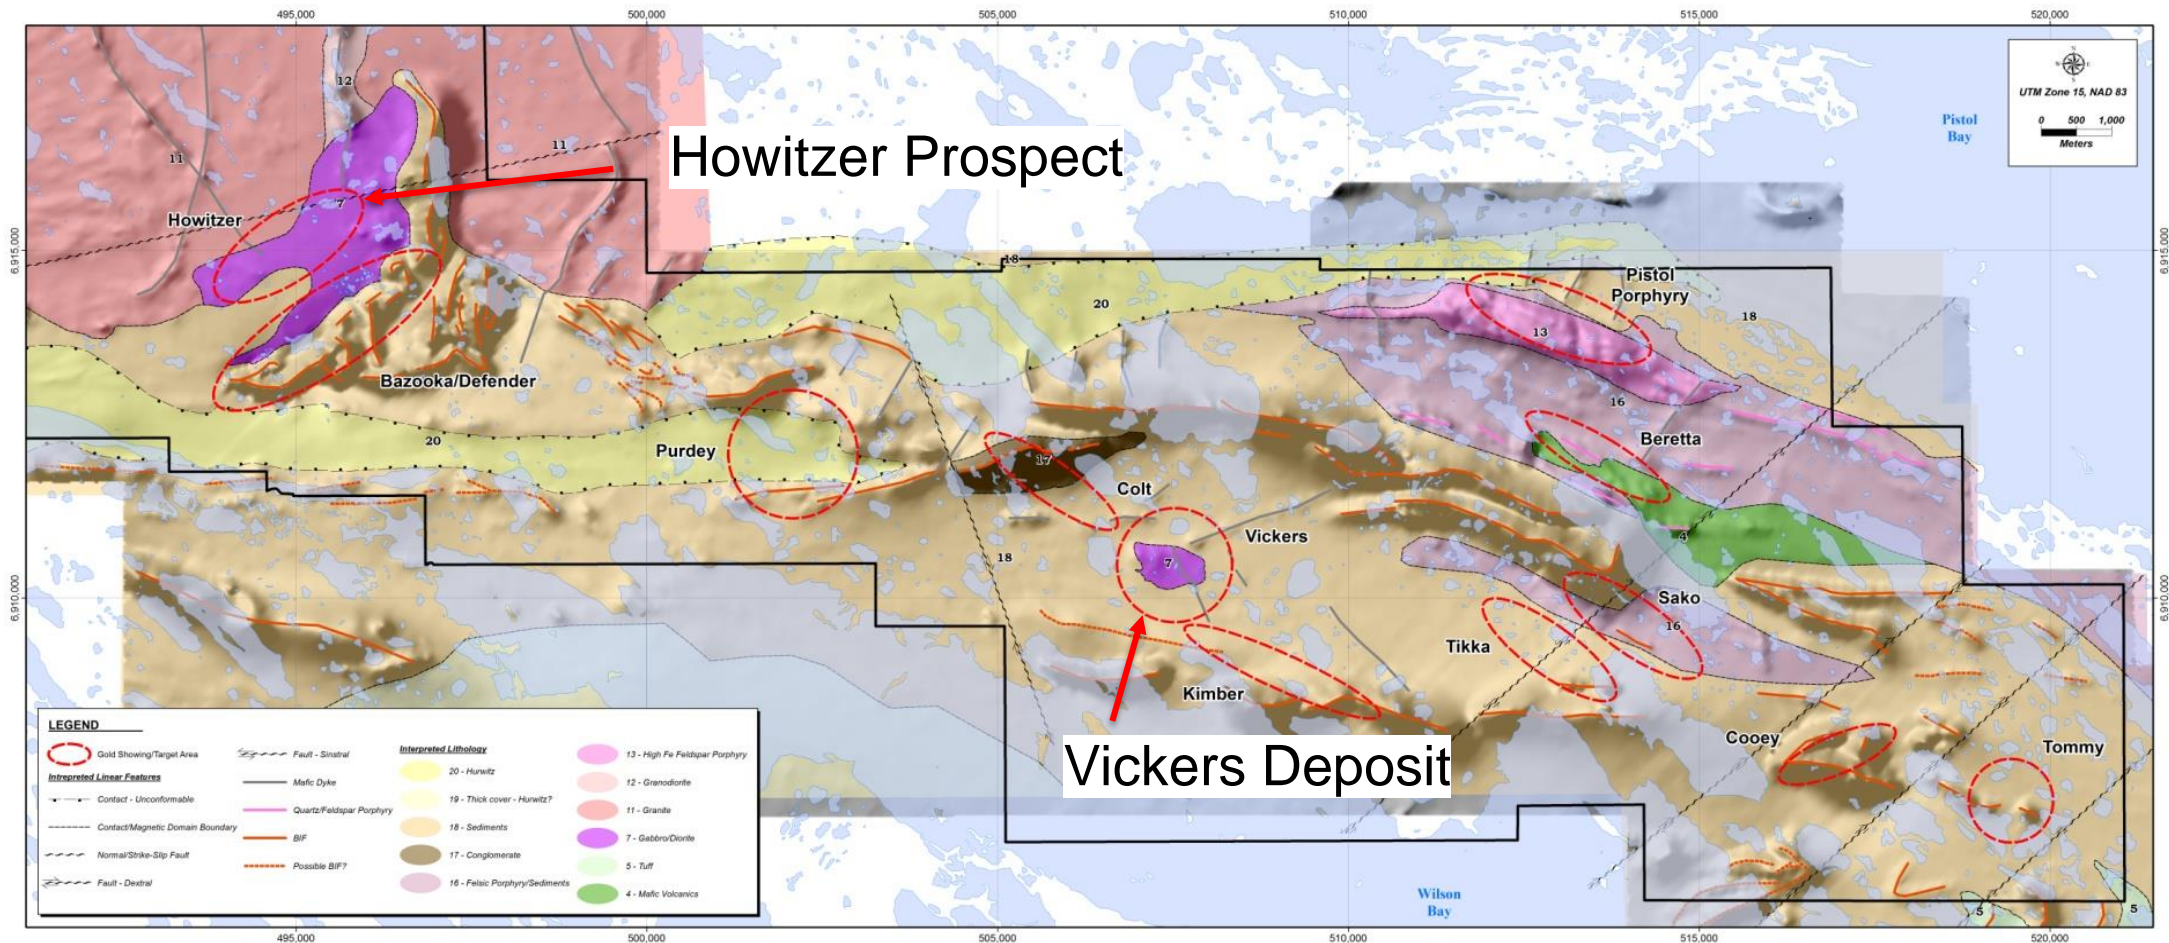 495,000
500,000
505,000
510,000
515,000
520,000
N
W
E
S
UTM Zone 15, NAD 83
0 500 1,000
Meters
Pistol
Bay
12
11
11
Howitzer Prospect
Howitzer
7
6,915,000
6,915,000
18
20
Pistol
Porphyry
13
18
Bazooka/Defender
16
20
Purdey
Beretta
17
Colt
Vickers
4
18
7
6,910,000
6,910,000
Sako
16
Tikka
Kimber
Vickers Deposit
Cooey
Tommy
LEGEND
Gold Showing/Target Area
Intrepreted Linear Features
Contact - Unconformable
Contact/Magnetic Domain Boundary
Normal/Strike-Slip Fault
Fault - Dextral
Fault - Sinstral
Mafic Dyke
Quartz/Feldspar Porphyry
BIF
Possible BIF?
Interpreted Lithology
20 - Hurwitz
19 - Thick cover - Hurwitz?
18 - Sediments
17 - Conglomerate
16 - Felsic Porphyry/Sediments
13 - High Fe Feldspar Porphyry
12 - Granodiorite
11 - Granite
7 - Gabbro/Diorite
5 - Tuff
4 - Mafic Volcanics
Wilson
Bay
5
5
495,000
500,000
505,000
510,000
515,000
520,000